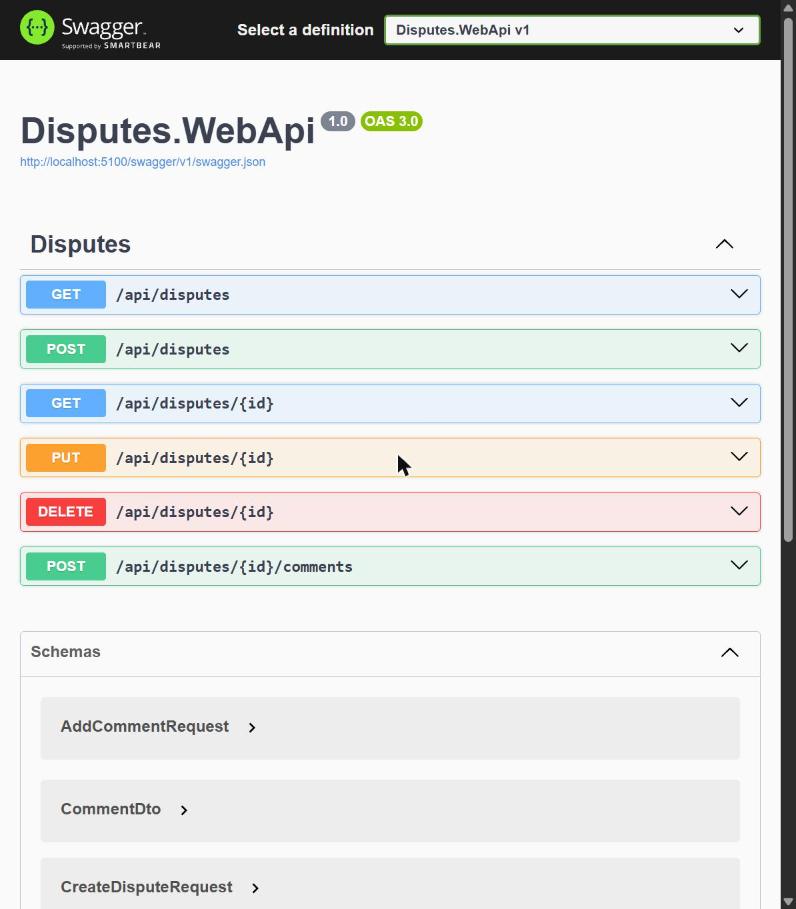 {···} Swagger™
Supported by SMARTBEAR
Select a definition
Disputes.WebApi v1
Disputes.WebApi 1.0 OAS 3.0
http://localhost:5100/swagger/v1/swagger.json
Disputes
GET /api/disputes
POST /api/disputes
GET /api/disputes/{id}
PUT /api/disputes/{id}
DELETE /api/disputes/{id}
POST /api/disputes/{id}/comments
Schemas
AddCommentRequest
CommentDto
CreateDisputeRequest